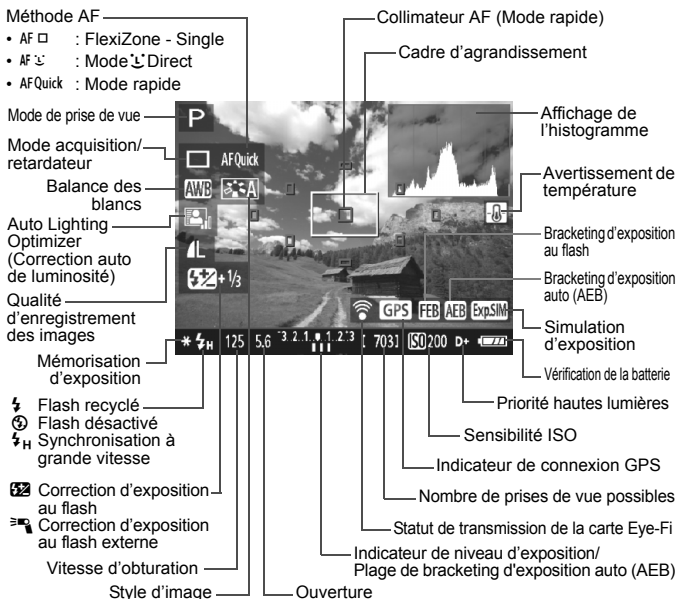 Méthode AF
• AF □ : FlexiZone - Single
• AF : Mode Direct
• AFQuick : Mode rapide
Mode de prise de vue
Mode acquisition/
retardateur
Balance des
blancs
Auto Lighting
Optimizer
(Correction auto
de luminosité)
Qualité
d'enregistrement
des images
Mémorisation
d'exposition
Flash recyclé
Flash désactivé
H Synchronisation à
grande vitesse
Correction d'exposition
au flash
Correction d'exposition
au flash externe
Vitesse d'obturation
Style d'image
Ouverture
Collimateur AF (Mode rapide)
Cadre d'agrandissement
Affichage de
l'histogramme
Avertissement de
température
Bracketing d'exposition
au flash
Bracketing d'exposition
auto (AEB)
Simulation
d'exposition
Vérification de la batterie
Priorité hautes lumières
Sensibilité ISO
Indicateur de connexion GPS
Nombre de prises de vue possibles
Statut de transmission de la carte Eye-Fi
Indicateur de niveau d'exposition/
Plage de bracketing d'exposition auto (AEB)
P
AFQuick
AWB A
L
+1/3
GPS FEB AEB Exp.SIM
* H 125 5.6 -3..2..1..▼..1..2.:3 [ 703] ISO 200 D+